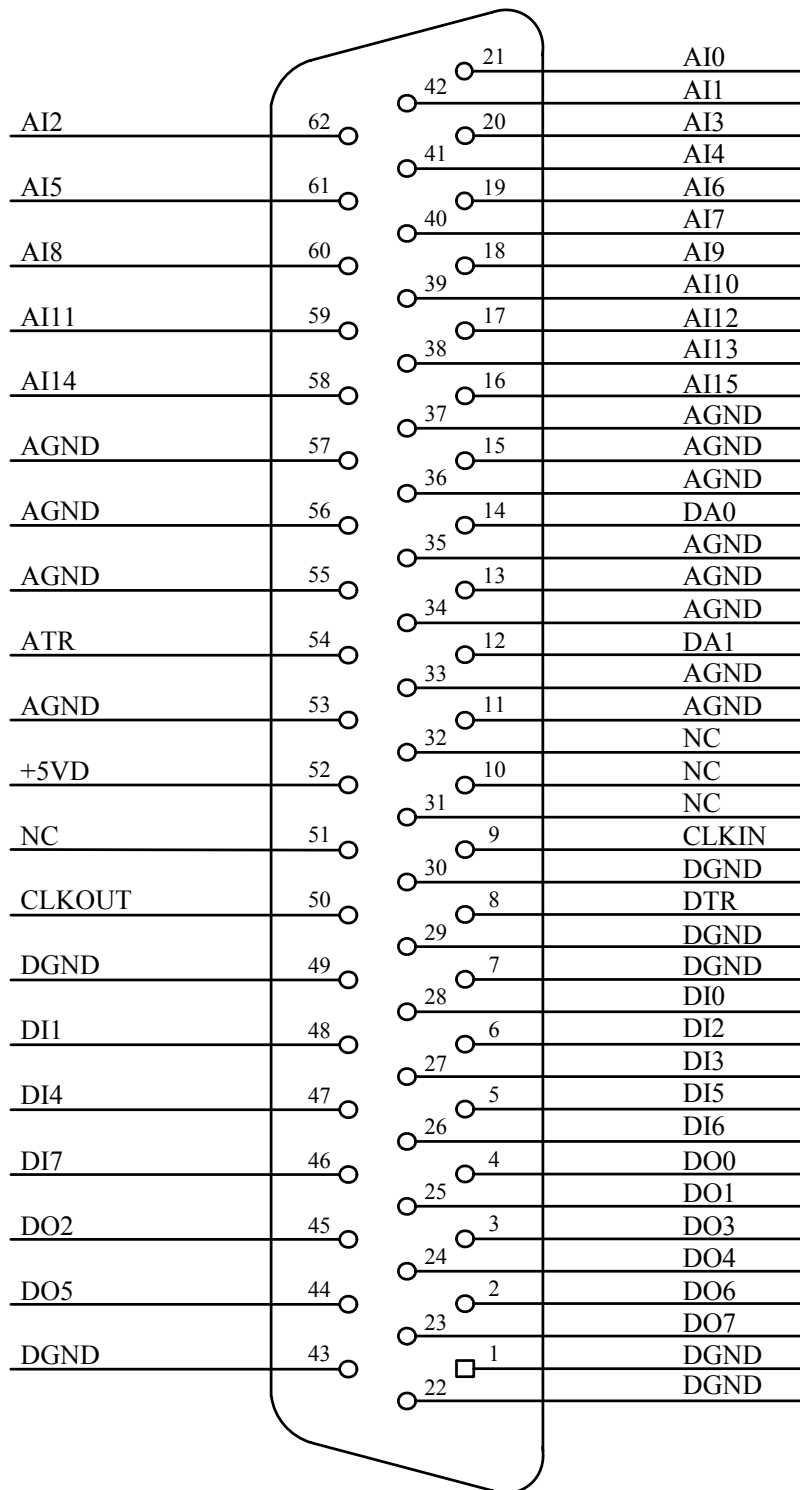 21 AI0
42 AI1
AI2 62 20 AI3
41 AI4
AI5 61 19 AI6
40 AI7
AI8 60 18 AI9
39 AI10
AI11 59 17 AI12
38 AI13
AI14 58 16 AI15
37 AGND
AGND 57 15 AGND
36 AGND
AGND 56 14 DA0
35 AGND
AGND 55 13 AGND
34 AGND
ATR 54 12 DA1
33 AGND
AGND 53 11 AGND
32 NC
+5VD 52 10 NC
31 NC
NC 51 9 CLKIN
30 DGND
CLKOUT 50 8 DTR
29 DGND
DGND 49 7 DGND
28 DI0
DI1 48 6 DI2
27 DI3
DI4 47 5 DI5
26 DI6
DI7 46 4 DO0
25 DO1
DO2 45 3 DO3
24 DO4
DO5 44 2 DO6
23 DO7
DGND 43 1 DGND
22 DGND